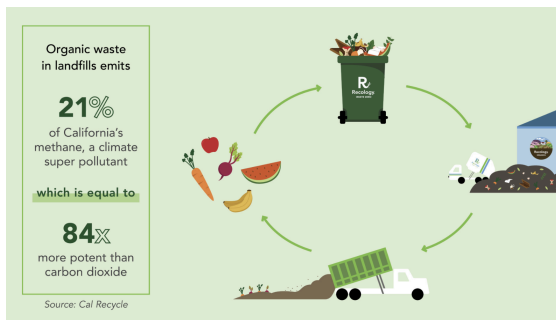 Organic waste
in landfills emits
21%
of California's
methane, a climate
super pollutant
which is equal to
84x
more potent than
carbon dioxide
Source: Cal Recycle
R
Recology
R
Recology